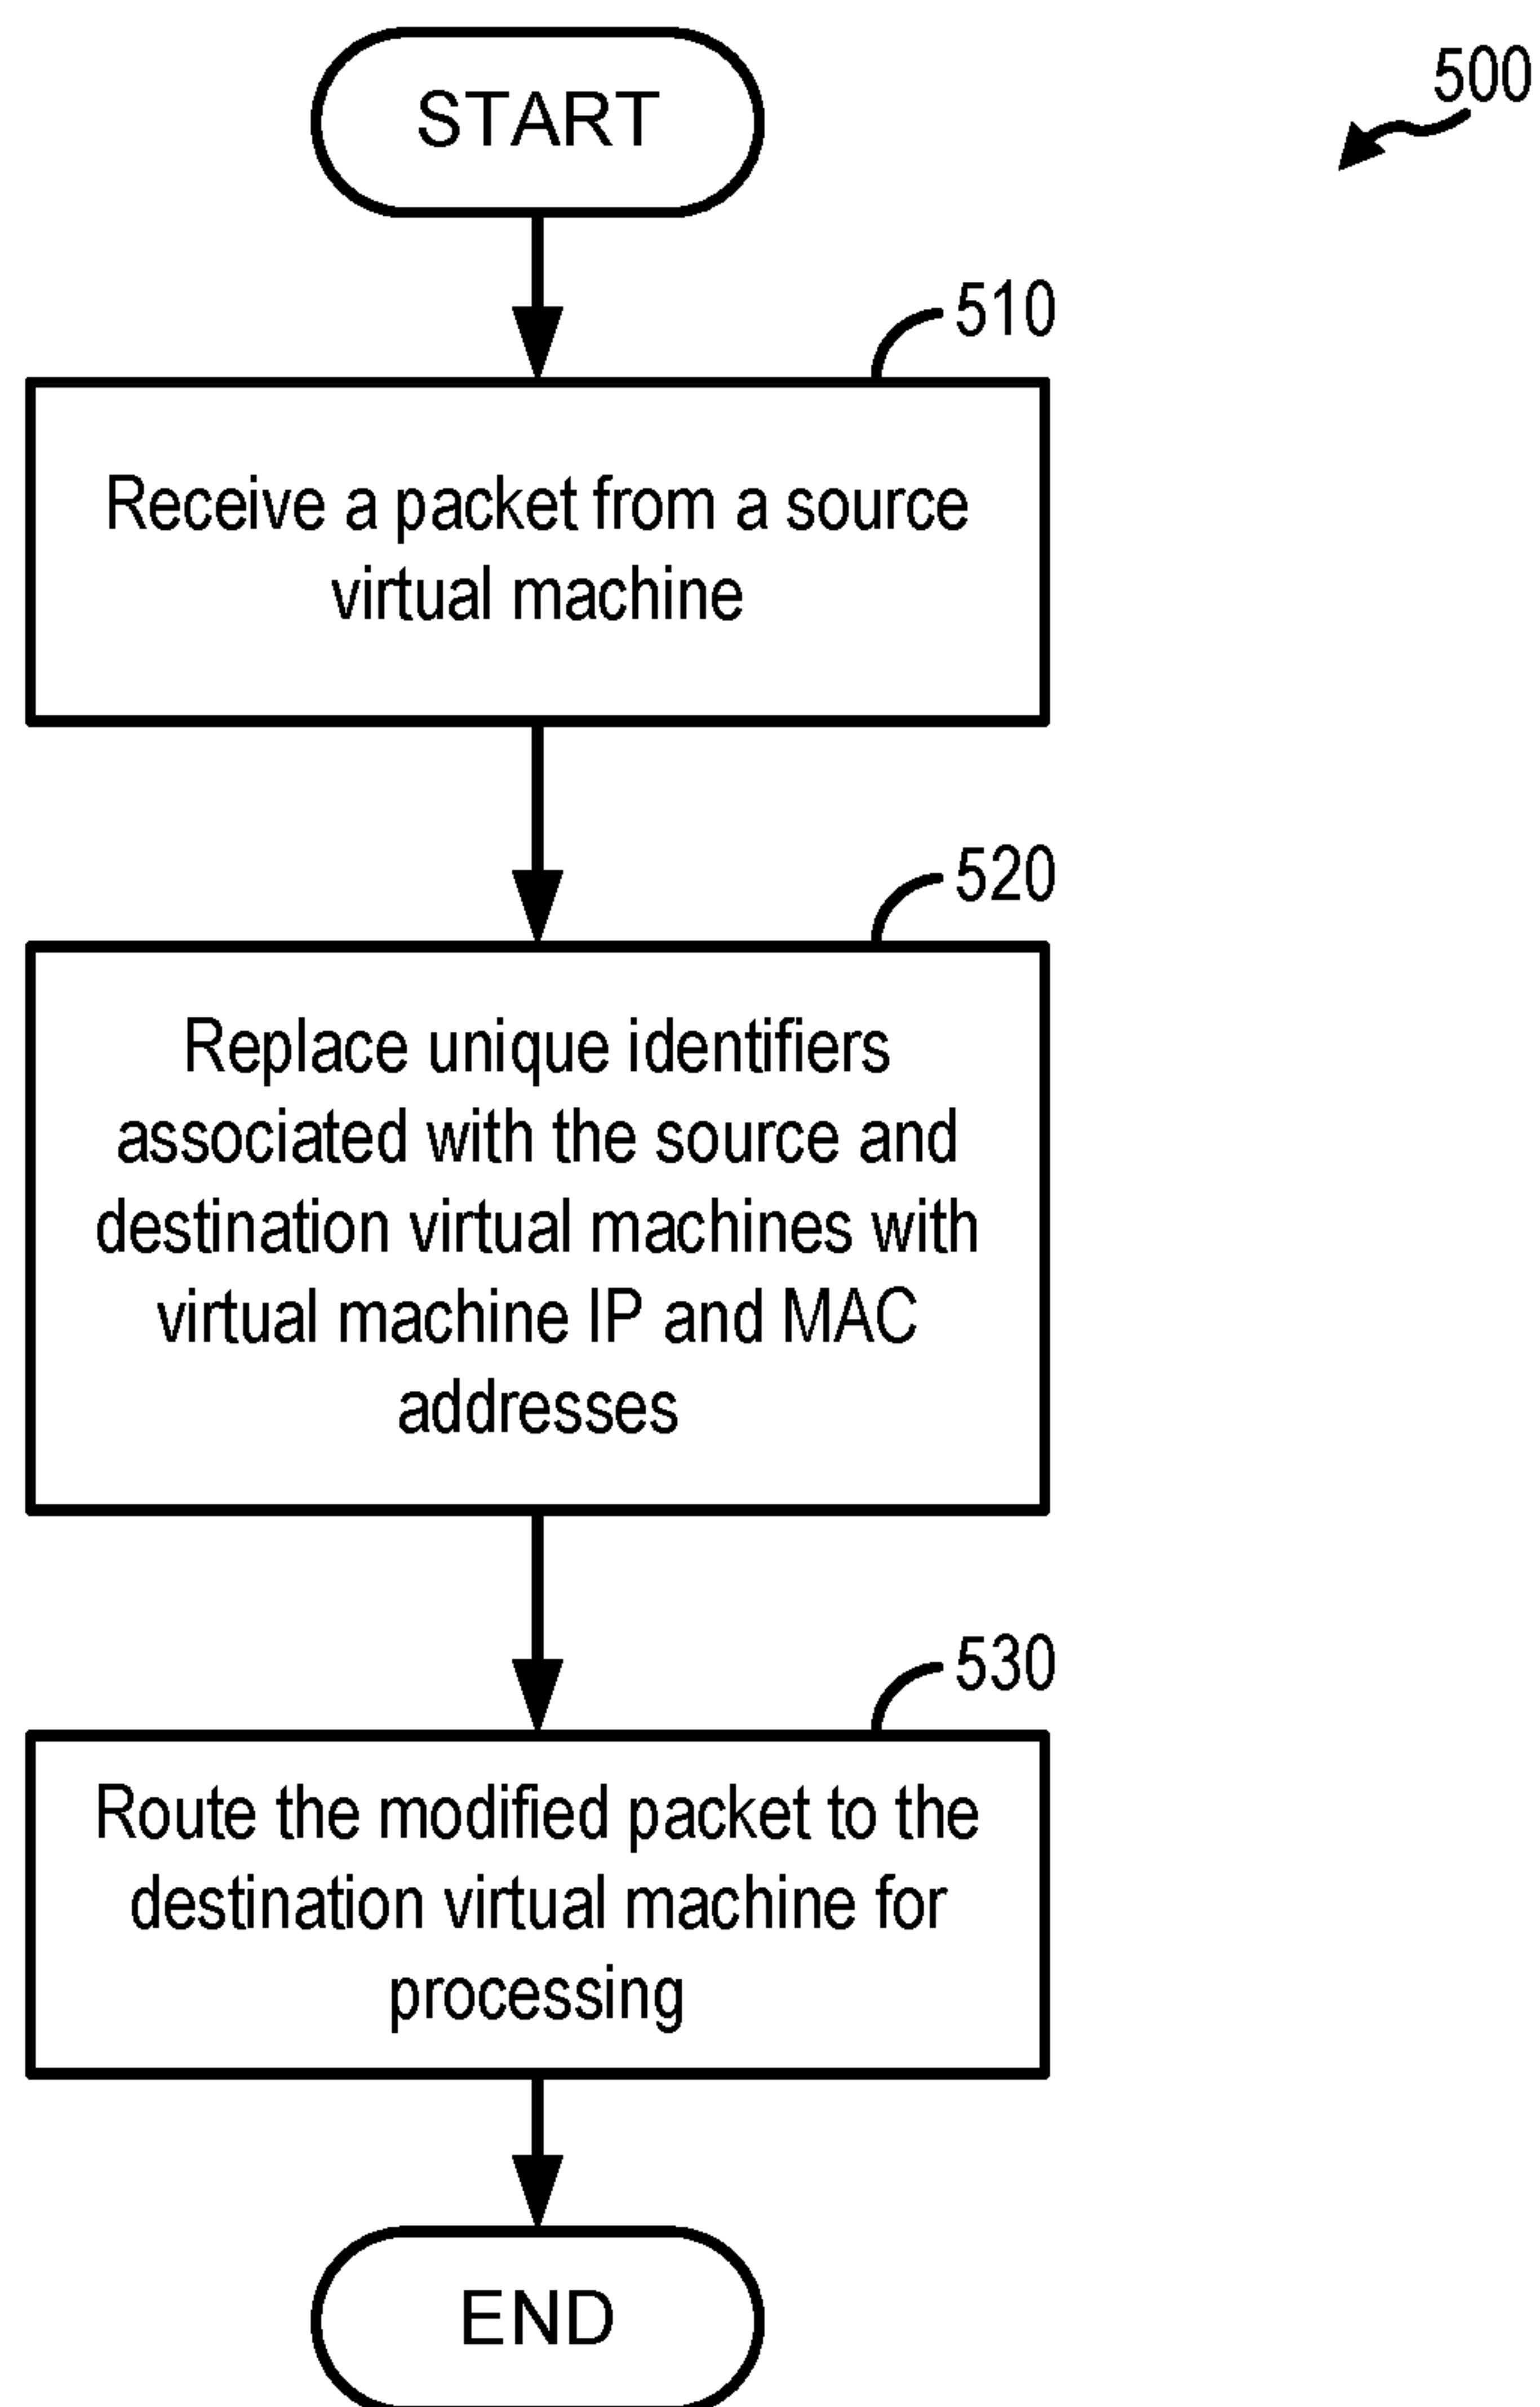 START
500
510
Receive a packet from a source
virtual machine
520
Replace unique identifiers
associated with the source and
destination virtual machines with
virtual machine IP and MAC
addresses
530
Route the modified packet to the
destination virtual machine for
processing
END